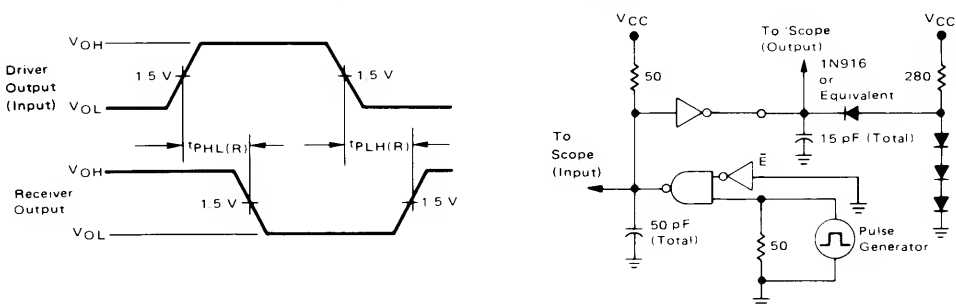 VOH
Driver
Output
(Input)
VOL
1.5 V
1.5 V
tPHL(R)
tPLH(R)
VOH
Receiver
Output
VOL
1.5 V
1.5 V
VCC
50
To Scope
(Output)
1N916
or
Equivalent
VCC
280
15 pF (Total)
To
Scope
(Input)
E̅
50 pF
(Total)
50
Pulse
Generator